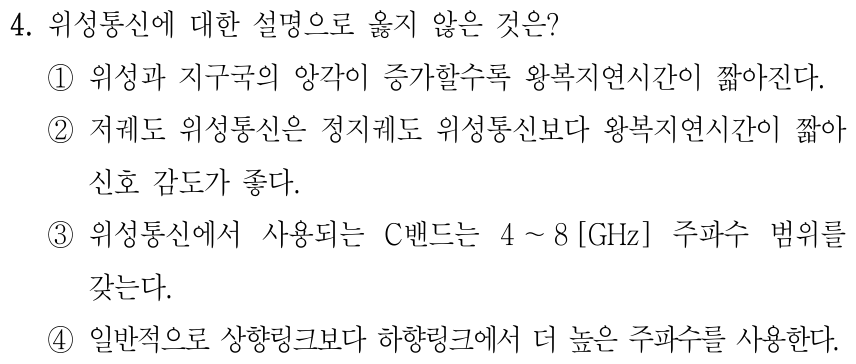 4. 위성통신에 대한 설명으로 옳지 않은 것은?
① 위성과 지구국의 앙각이 증가할수록 왕복지연시간이 짧아진다.
② 저궤도 위성통신은 정지궤도 위성통신보다 왕복지연시간이 짧아
신호 감도가 좋다.
③ 위성통신에서 사용되는 C밴드는 4 ~ 8 [GHz] 주파수 범위를
갖는다.
④ 일반적으로 상향링크보다 하향링크에서 더 높은 주파수를 사용한다.